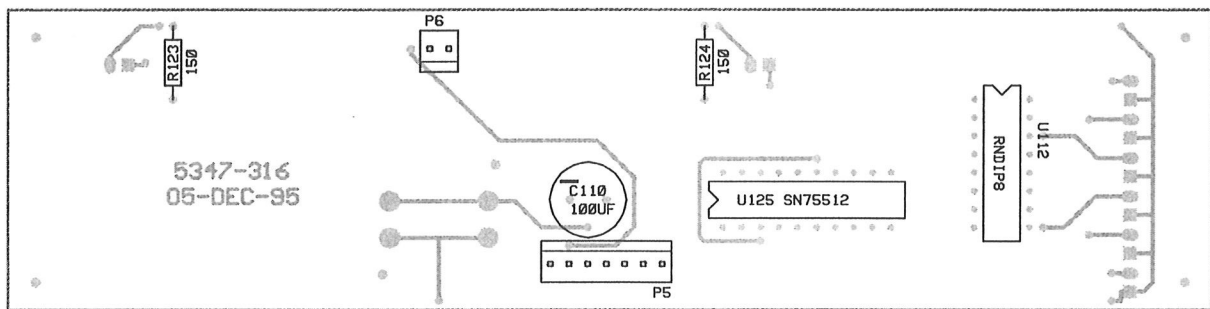 P6
R123
150
R124
150
U112
RNDIP8
5347-316
05-DEC-95
C110
100UF
U125 SN75512
P5